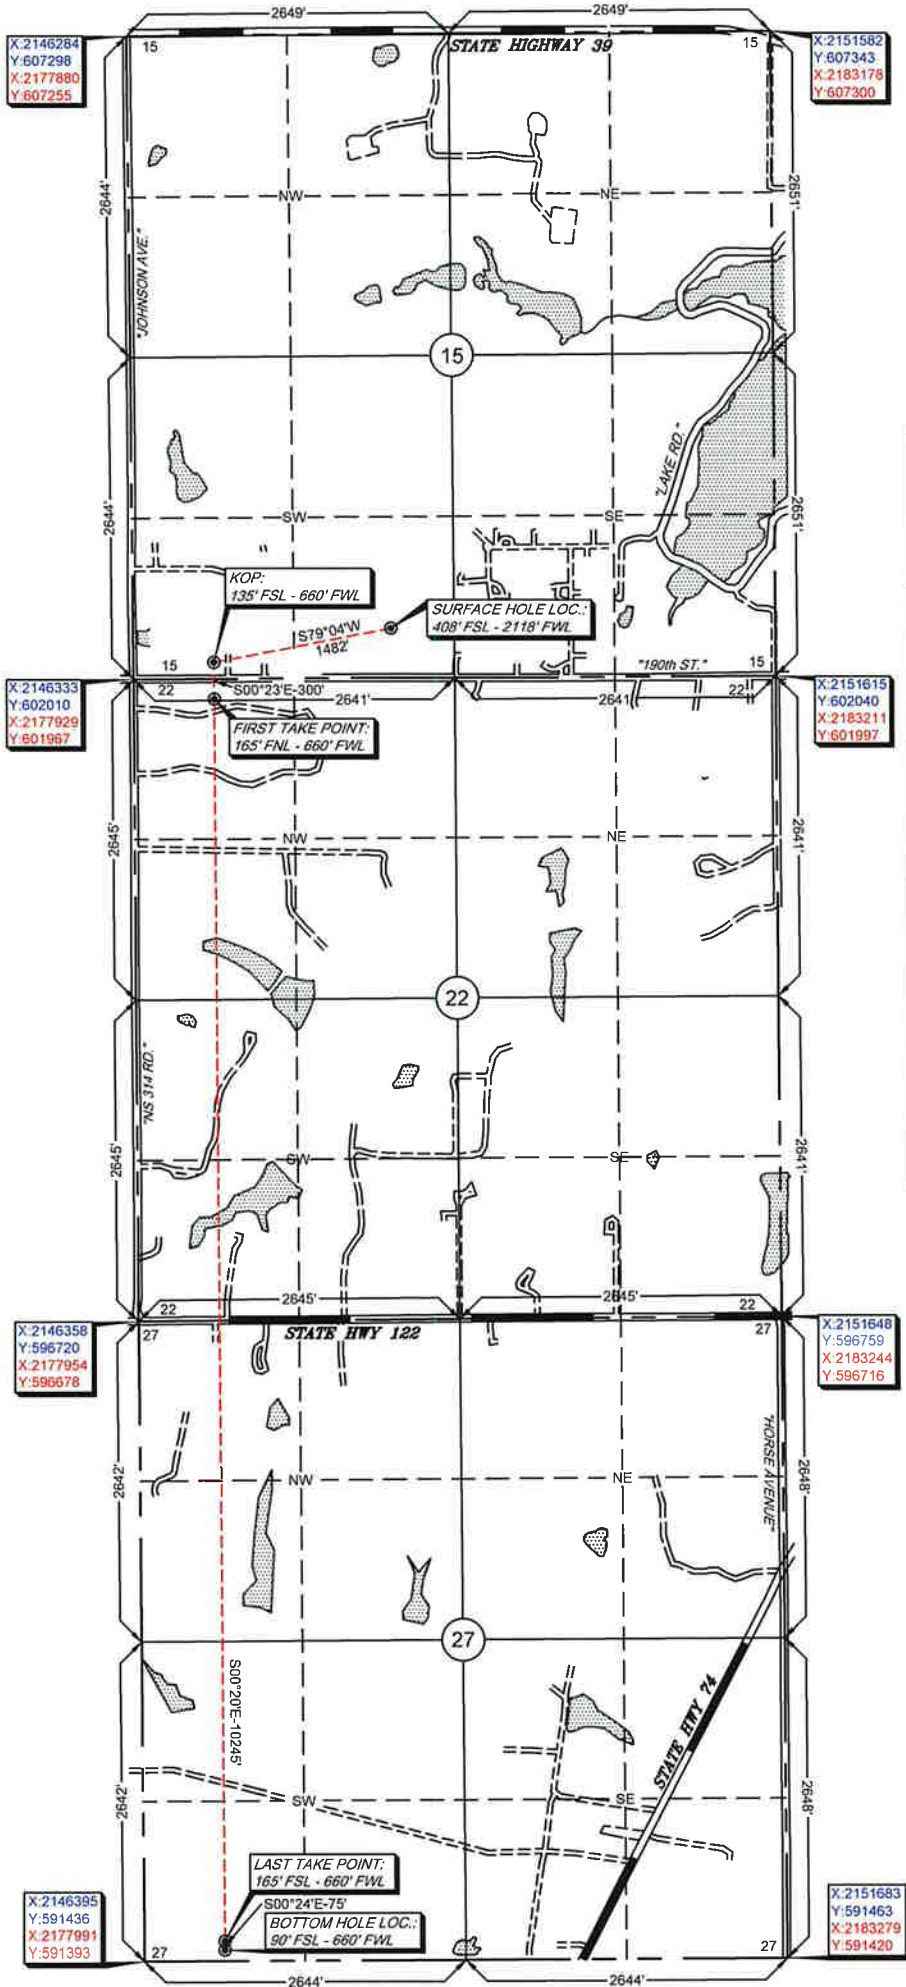 2649'
2649'
X:2146284
Y:607298
X:2177880
Y:607255
15
STATE HIGHWAY 39
15
X:2151582
Y:607343
X:2183178
Y:607300
2644'
NW
NE
2651'
"JOHNSON AVE."
15
2644'
SW
SE
"LAKE RD."
2651'
KOP:
135' FSL - 660' FWL
SURFACE HOLE LOC.:
408' FSL - 2118' FWL
S79°04'W
1482'
15
"190th ST."
15
X:2146333
Y:602010
X:2177929
Y:601967
22
S00°23'E-300'
2641'
2641'
22
X:2151615
Y:602040
X:2183211
Y:601997
FIRST TAKE POINT:
165' FNL - 660' FWL
2645'
NW
NE
2641'
22
"NS 314 RD."
2645'
SW
SE
2641'
22
2645'
2645'
22
X:2146358
Y:596720
X:2177954
Y:596678
27
STATE HWY 122
27
X:2151648
Y:596759
X:2183244
Y:596716
2642'
NW
NE
"HORSE AVENUE"
2648'
27
S00°20'E-10245'
STATE HWY 74
2642'
SW
SE
2648'
LAST TAKE POINT:
165' FSL - 660' FWL
S00°24'E-75'
BOTTOM HOLE LOC.:
90' FSL - 660' FWL
X:2146395
Y:591436
X:2177991
Y:591393
27
27
X:2151683
Y:591463
X:2183279
Y:591420
2644'
2644'